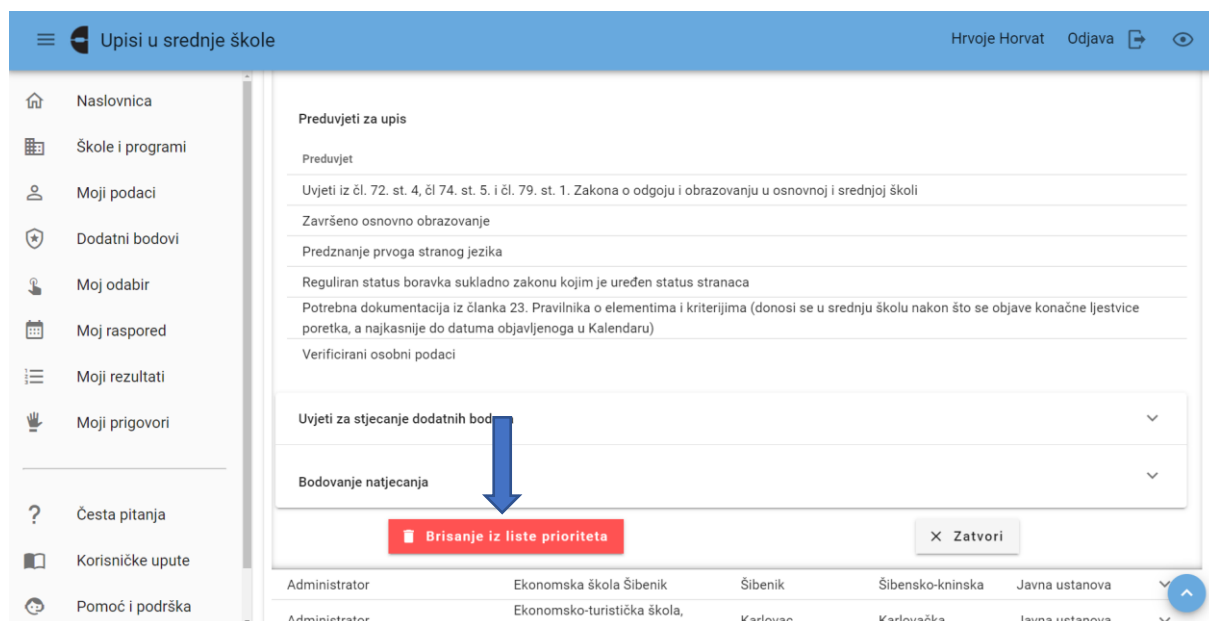 Upisi u srednje škole
Hrvoje Horvat Odjava
Naslovnica
Škole i programi
Moji podaci
Dodatni bodovi
Moj odabir
Moj raspored
Moji rezultati
Moji prigovori
? Česta pitanja
Korisničke upute
Pomoć i podrška
Preduvjeti za upis
Preduvjet
Uvjeti iz čl. 72. st. 4, čl 74. st. 5. i čl. 79. st. 1. Zakona o odgoju i obrazovanju u osnovnoj i srednjoj školi
Završeno osnovno obrazovanje
Predznanje prvoga stranog jezika
Reguliran status boravka sukladno zakonu kojim je uređen status stranaca
Potrebna dokumentacija iz članka 23. Pravilnika o elementima i kriterijima (donosi se u srednju školu nakon što se objave konačne ljestvice
poretka, a najkasnije do datuma objavljenoga u Kalendaru)
Verificirani osobni podaci
Uvjeti za stjecanje dodatnih
Bodovanje natjecanja
Brisanje iz liste prioriteta
Zatvori
Administrator Ekonomska škola Šibenik Šibenik Šibensko-kninska Javna ustanova
Ekonomsko-turistička škola,
Administrator Karlovac Karlovačka Javna ustanova